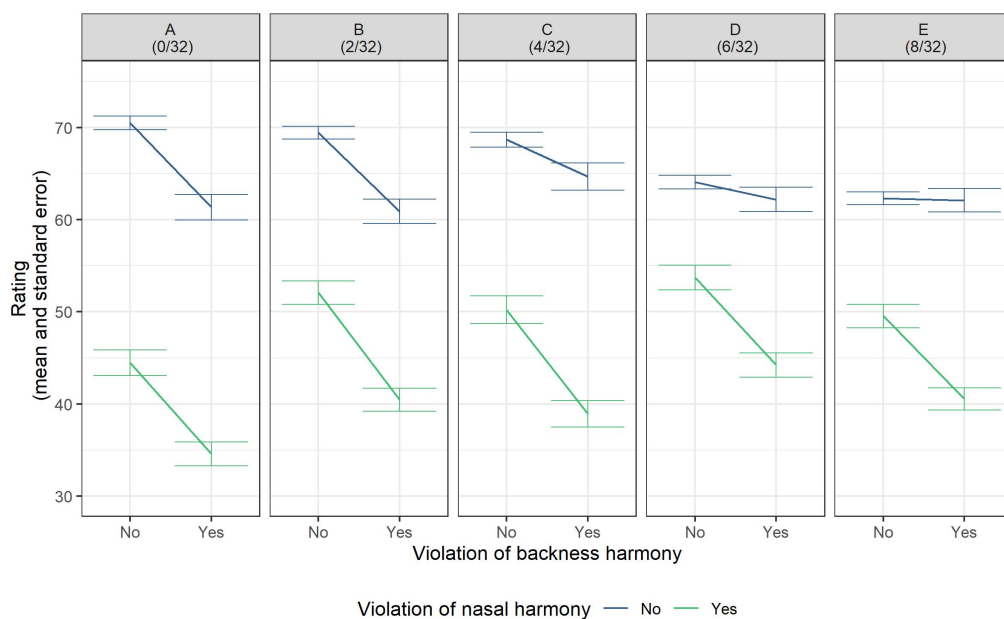 A
(0/32)
B
(2/32)
C
(4/32)
D
(6/32)
E
(8/32)
Rating
(mean and standard error)
70
60
50
40
30
No
Yes
No
Yes
No
Yes
No
Yes
No
Yes
Violation of backness harmony
Violation of nasal harmony No Yes